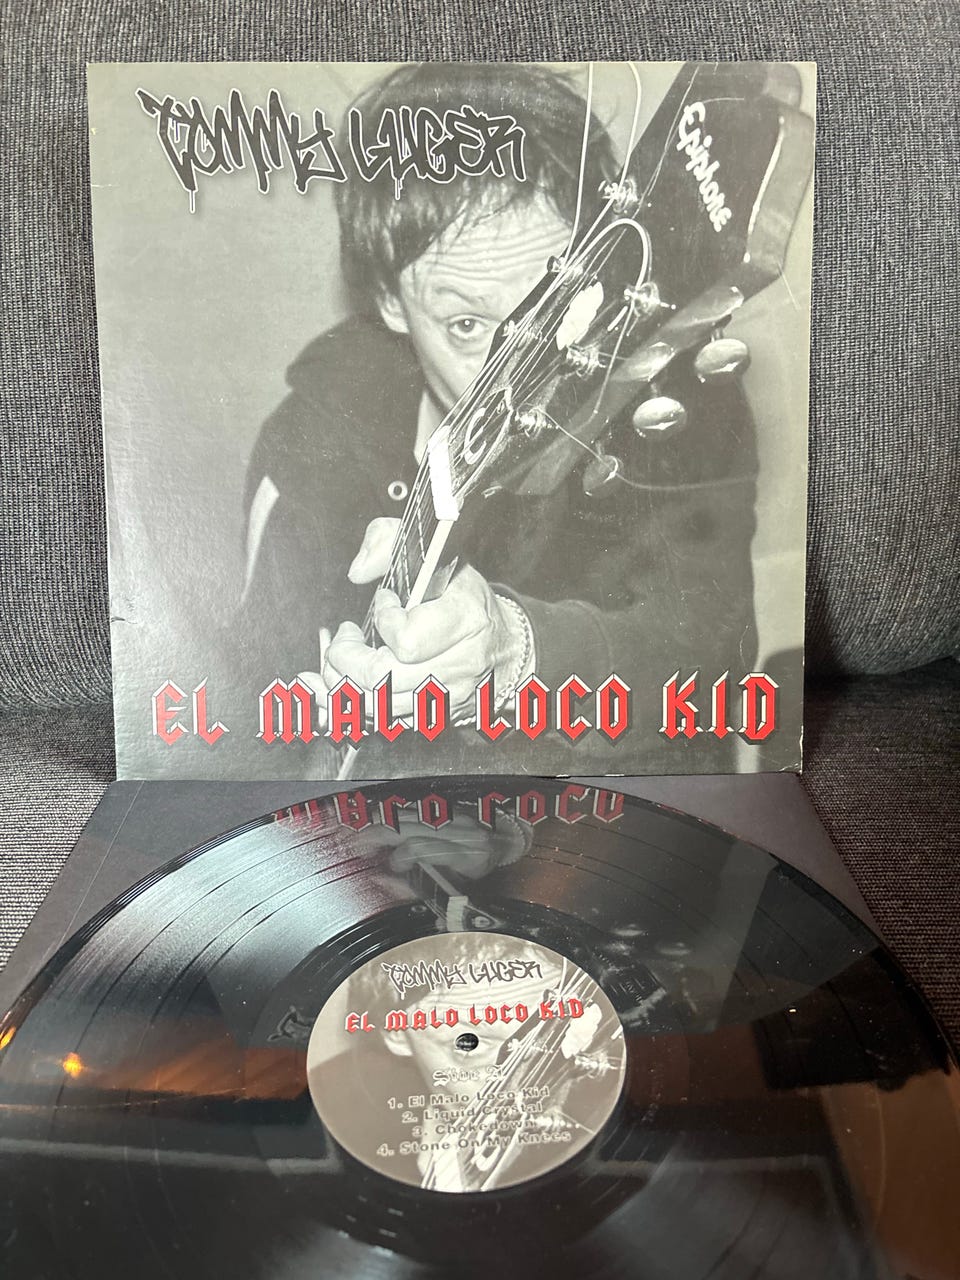 TOMMY LUGER
Epiphone
EL MALO LOCO KID
TOMMY LUGER
EL MALO LOCO KID
Side A
1. El Malo Loco Kid
2. Liquid Crystal
3. Chokedown
4. Stone On My Knees